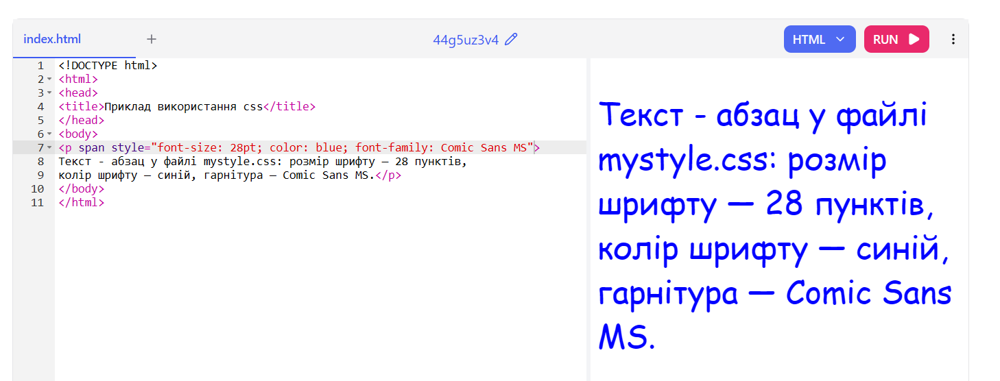 index.html + 44g5uz3v4 HTML RUN
1 <!DOCTYPE html>
2 <html>
3 <head>
4 <title>Приклад використання css</title>
5 </head>
6 <body>
7 <p span style="font-size: 28pt; color: blue; font-family: Comic Sans MS">
8 Текст - абзац у файлі mystyle.css: розмір шрифту — 28 пунктів,
9 колір шрифту — синій, гарнітура — Comic Sans MS.</p>
10 </body>
11 </html>
Текст - абзац у файлі
mystyle.css: розмір
шрифту — 28 пунктів,
колір шрифту — синій,
гарнітура — Comic Sans
MS.